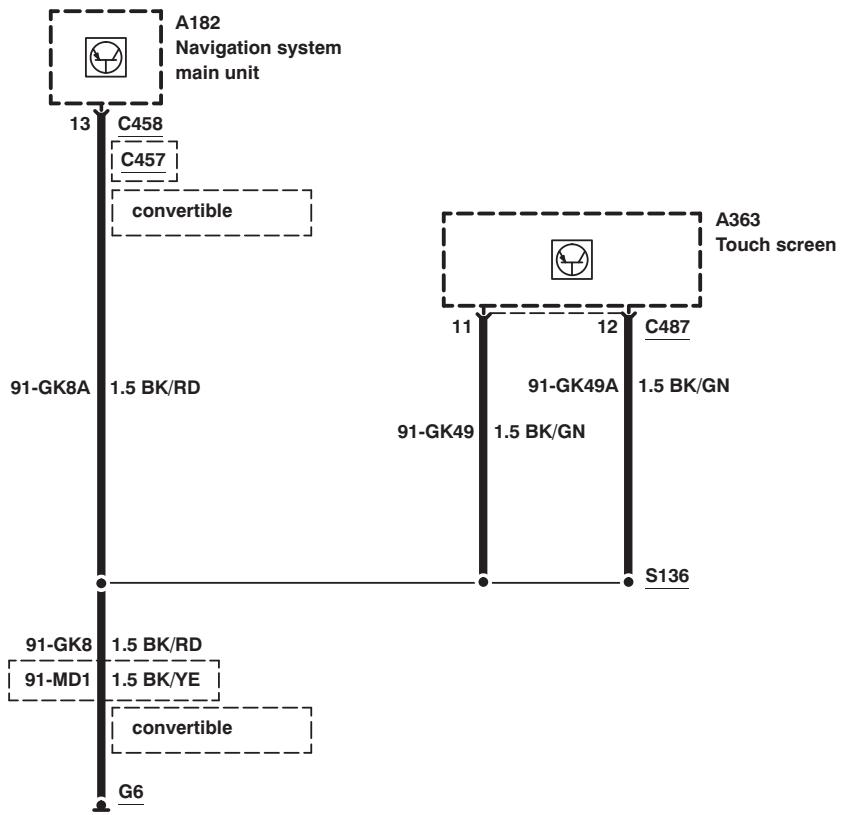 A182
Navigation system
main unit
13 C458
C457
convertible
A363
Touch screen
11 12 C487
91-GK8A 1.5 BK/RD
91-GK49A 1.5 BK/GN
91-GK49 1.5 BK/GN
S136
91-GK8 1.5 BK/RD
91-MD1 1.5 BK/YE
convertible
G6